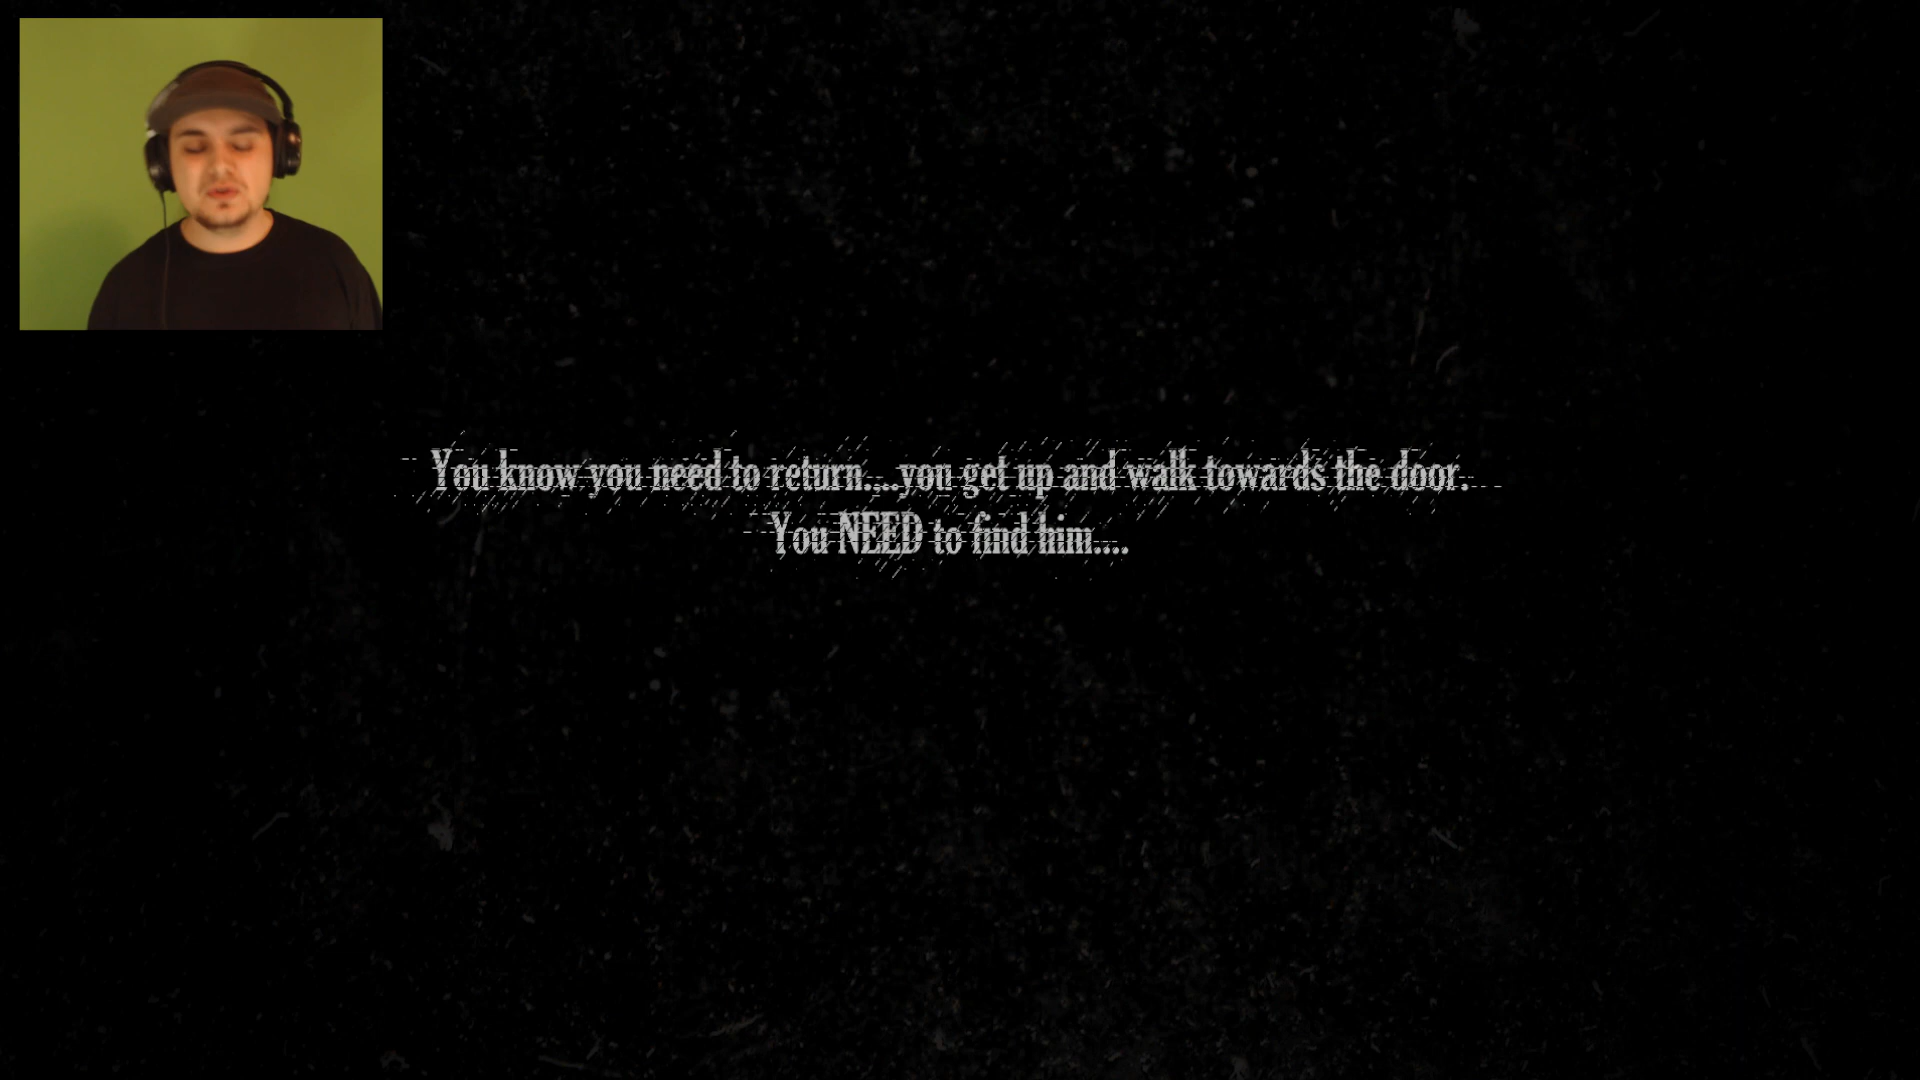 You know you need to return....you get up and walk towards the door.
You NEED to find him....